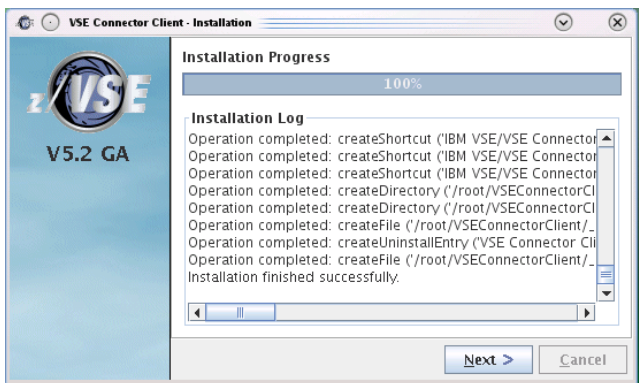 VSE Connector Client - Installation
z/VSE
V5.2 GA
Installation Progress
100%
Installation Log
Operation completed: createShortcut ('IBM VSE/VSE Connector
Operation completed: createShortcut ('IBM VSE/VSE Connector
Operation completed: createShortcut ('IBM VSE/VSE Connector
Operation completed: createDirectory ('/root/VSEConnectorCl
Operation completed: createDirectory ('/root/VSEConnectorCl
Operation completed: createFile ('/root/VSEConnectorClient/_
Operation completed: createUninstallEntry ('VSE Connector Cli
Operation completed: createFile ('/root/VSEConnectorClient/_
Installation finished successfully.
Next >
Cancel